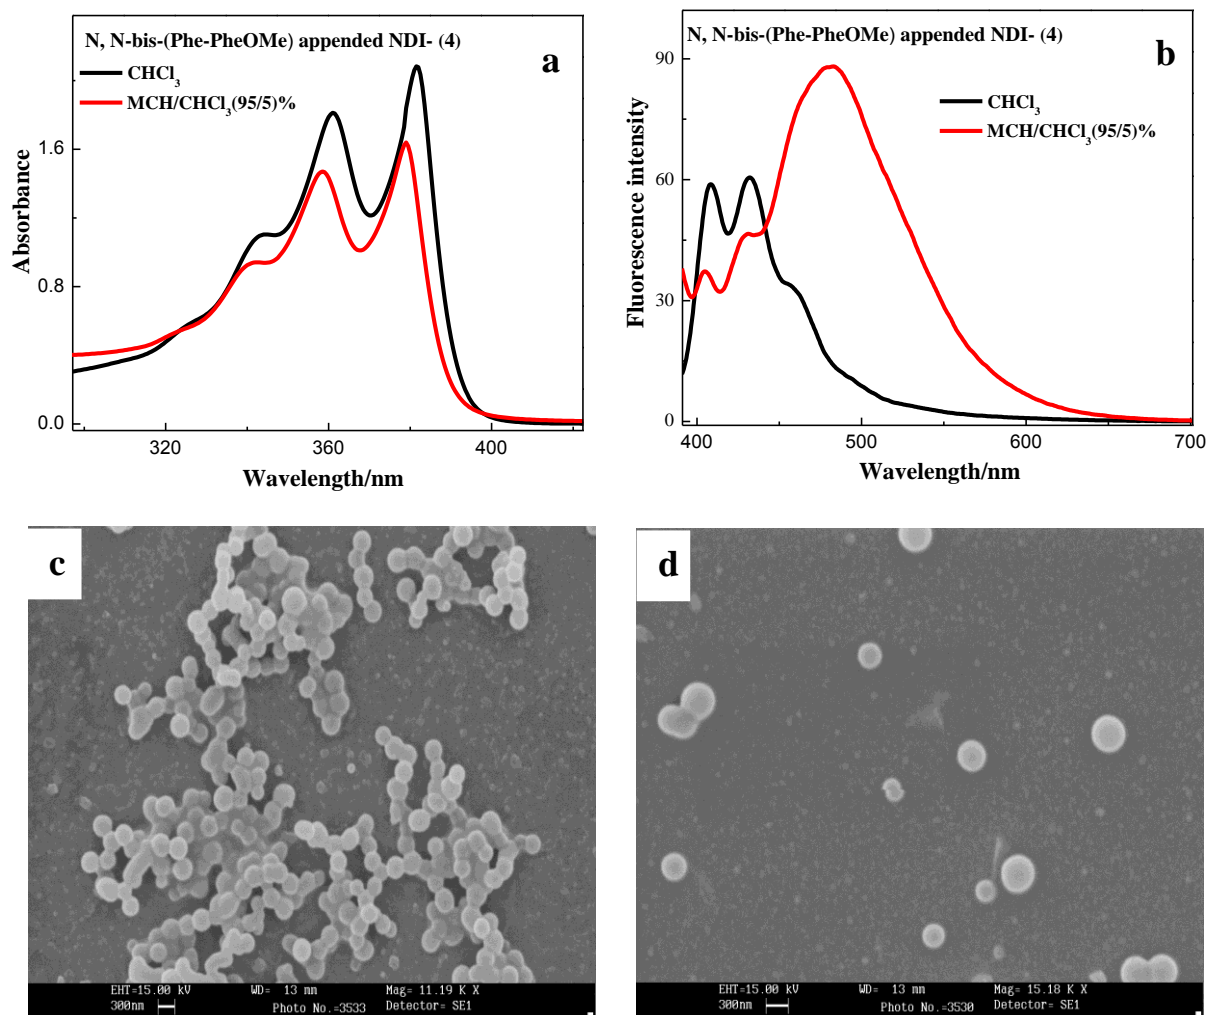 N, N-bis-(Phe-PheOMe) appended NDI- (4)
a
CHCl3
MCH/CHCl3(95/5)%
1.6
0.8
0.0
Absorbance
320
360
400
Wavelength/nm
N, N-bis-(Phe-PheOMe) appended NDI- (4)
b
CHCl3
MCH/CHCl3(95/5)%
90
60
30
0
Fluorescence intensity
400
500
600
700
Wavelength/nm
c
EHT=15.00 kV WD= 13 mm Mag= 11.19 K X
300nm Photo No.=3533 Detector= SE1
d
EHT=15.00 kV WD= 13 mm Mag= 15.18 K X
300nm Photo No.=3530 Detector= SE1